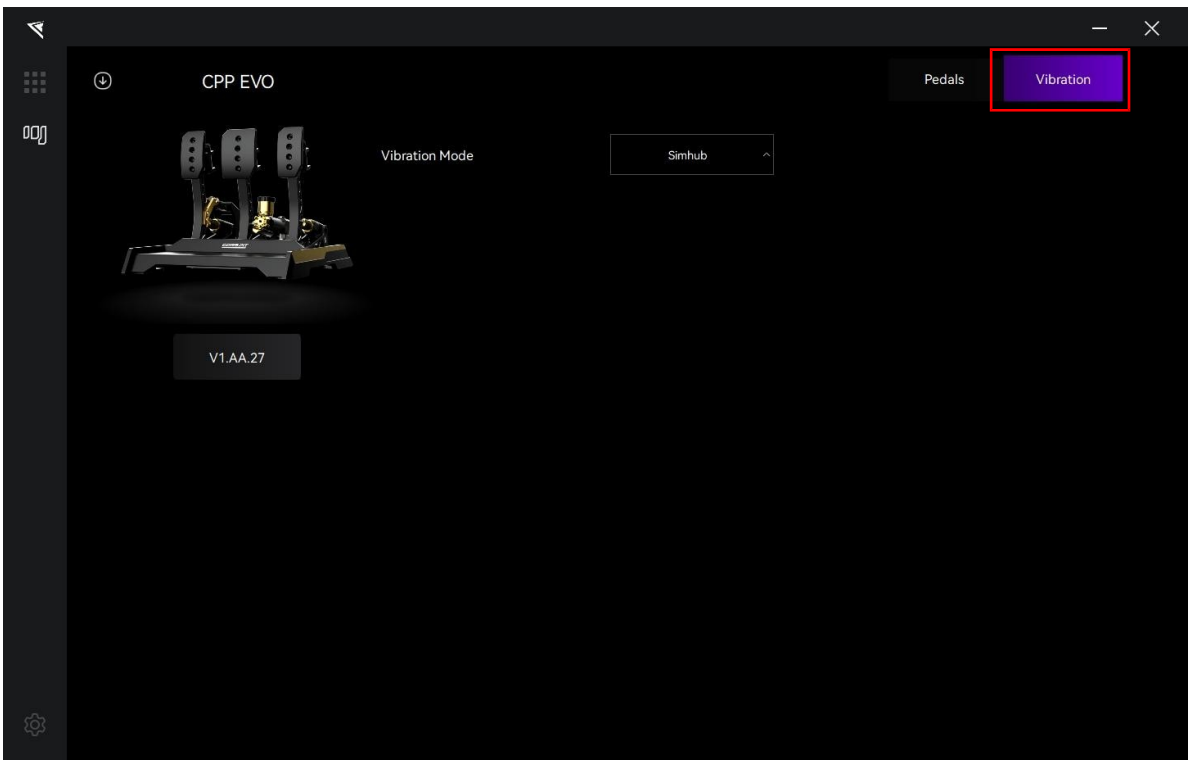 CPP EVO
Pedals
Vibration
Vibration Mode
Simhub
V1.AA.27